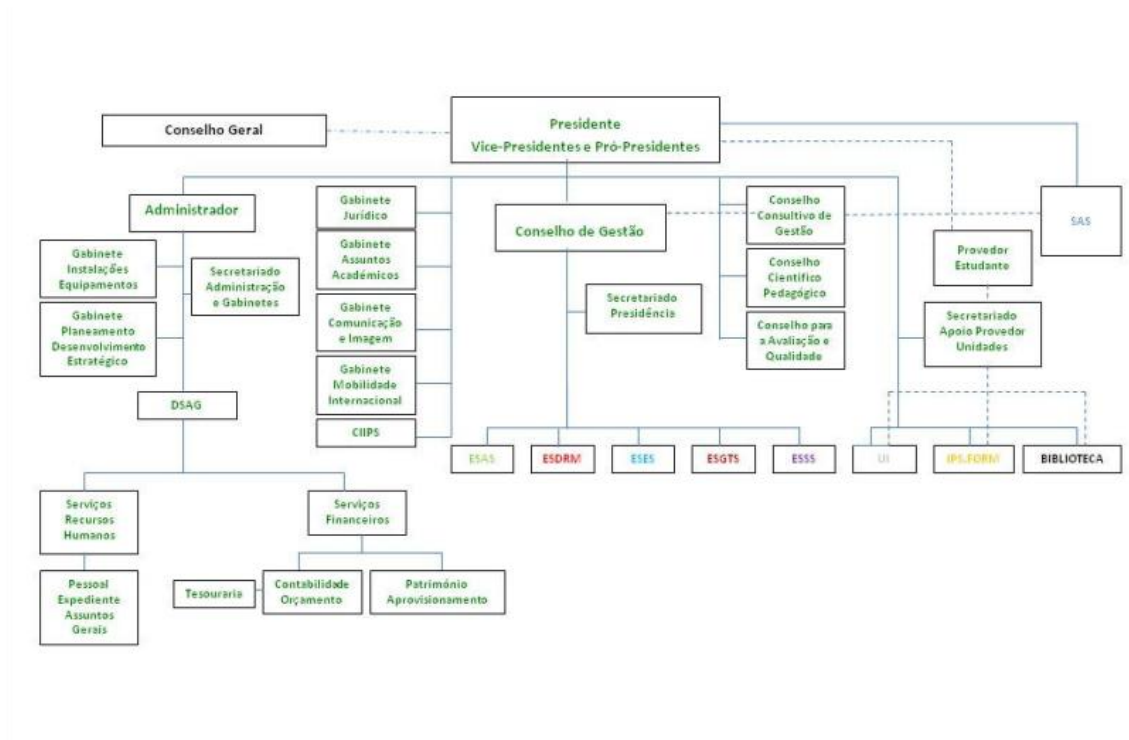 Conselho Geral
Presidente
Vice-Presidentes e Pró-Presidentes
Administrador
Gabinete
Instalações
Equipamentos
Secretariado
Administração
e Gabinetes
Gabinete
Planeamento
Desenvolvimento
Estratégico
DSAG
Gabinete
Jurídico
Gabinete
Assuntos
Académicos
Gabinete
Comunicação
e Imagem
Gabinete
Mobilidade
Internacional
CIIPS
Conselho de Gestão
Secretariado
Presidência
Conselho
Consultivo de
Gestão
Conselho
Científico
Pedagógico
Conselho para
a Avaliação e
Qualidade
SAS
Provedor
Estudante
Secretariado
Apoio Provedor
Unidades
ESAS
ESDRM
ESES
ESGTS
ESSS
UI
IPS.FORM
BIBLIOTECA
Serviços
Recursos
Humanos
Serviços
Financeiros
Pessoal
Expediente
Assuntos
Gerais
Tesouraria
Contabilidade
Orçamento
Património
Aprovisionamento